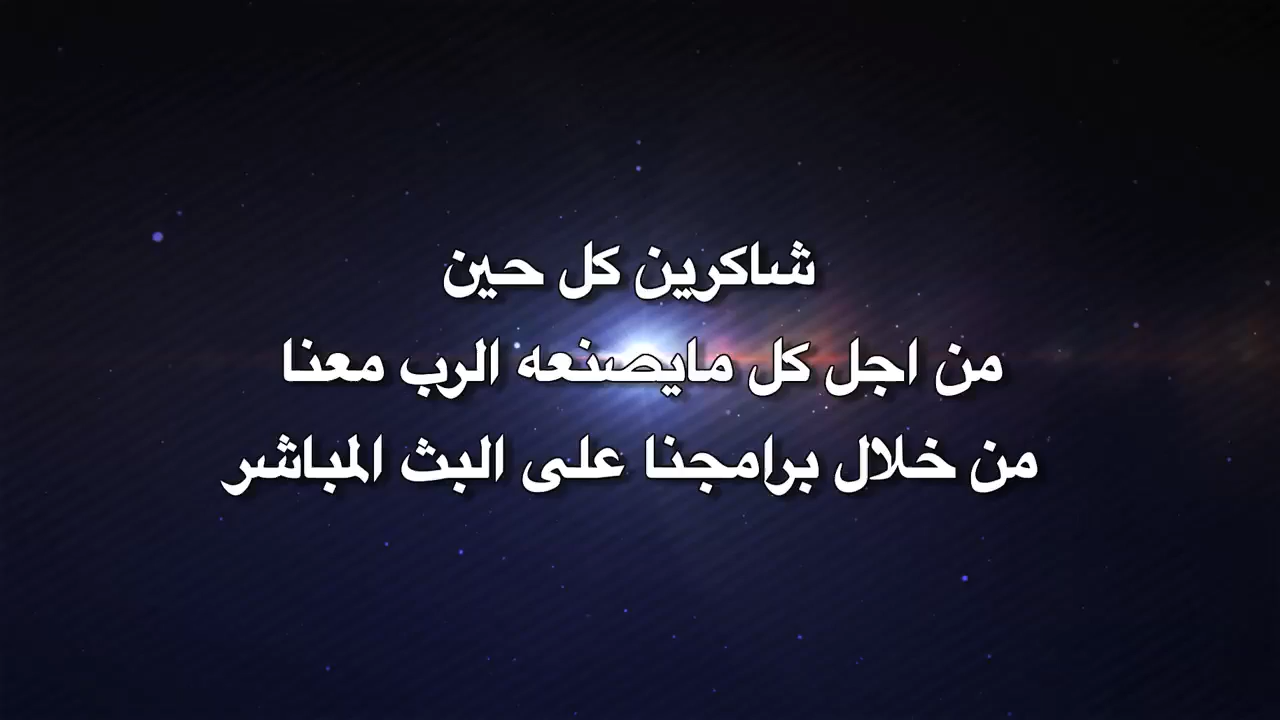 شاكرين كل حين
من اجل كل مايصنعه الرب معنا
من خلال برامجنا على البث المباشر